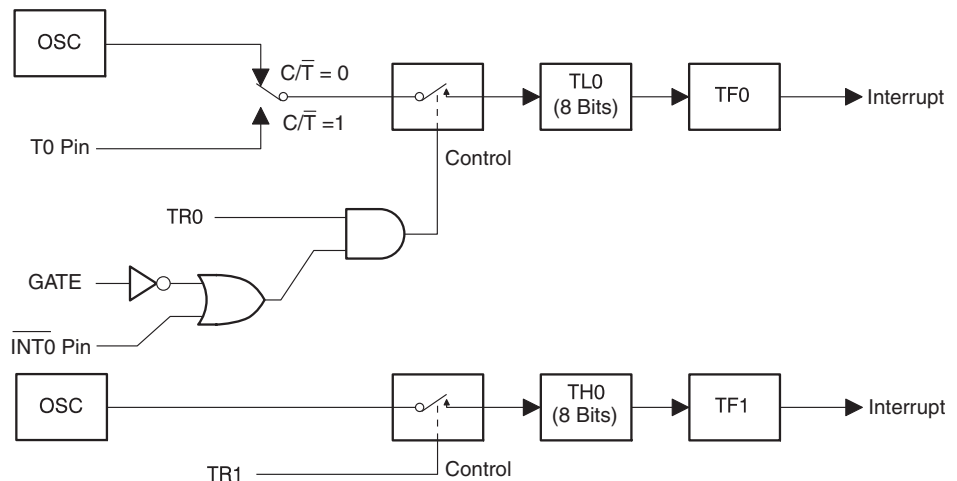 OSC
C/T̅ = 0
C/T̅ =1
T0 Pin
TL0
(8 Bits)
TF0
Interrupt
Control
TR0
GATE
I̅N̅T̅0̅ Pin
OSC
TH0
(8 Bits)
TF1
Interrupt
TR1
Control